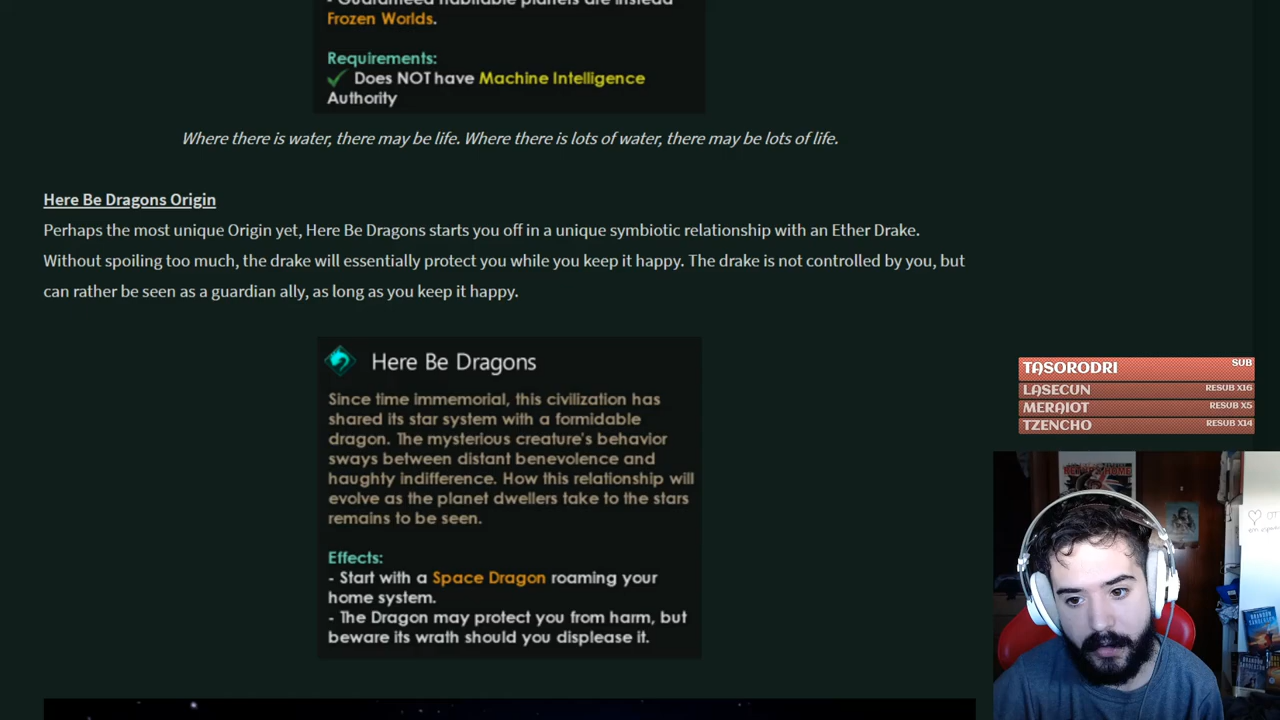 - Guaranteed habitable planets are instead
Frozen Worlds.
Requirements:
Does NOT have Machine Intelligence
Authority
Where there is water, there may be life. Where there is lots of water, there may be lots of life.
Here Be Dragons Origin
Perhaps the most unique Origin yet, Here Be Dragons starts you off in a unique symbiotic relationship with an Ether Drake.
Without spoiling too much, the drake will essentially protect you while you keep it happy. The drake is not controlled by you, but
can rather be seen as a guardian ally, as long as you keep it happy.
Here Be Dragons
Since time immemorial, this civilization has
shared its star system with a formidable
dragon. The mysterious creature's behavior
sways between distant benevolence and
haughty indifference. How this relationship will
evolve as the planet dwellers take to the stars
remains to be seen.
Effects:
- Start with a Space Dragon roaming your
home system.
- The Dragon may protect you from harm, but
beware its wrath should you displease it.
TASORODRI SUB
LASECUN RESUB X16
MERAIOT RESUB X5
TZENCHO RESUB X14